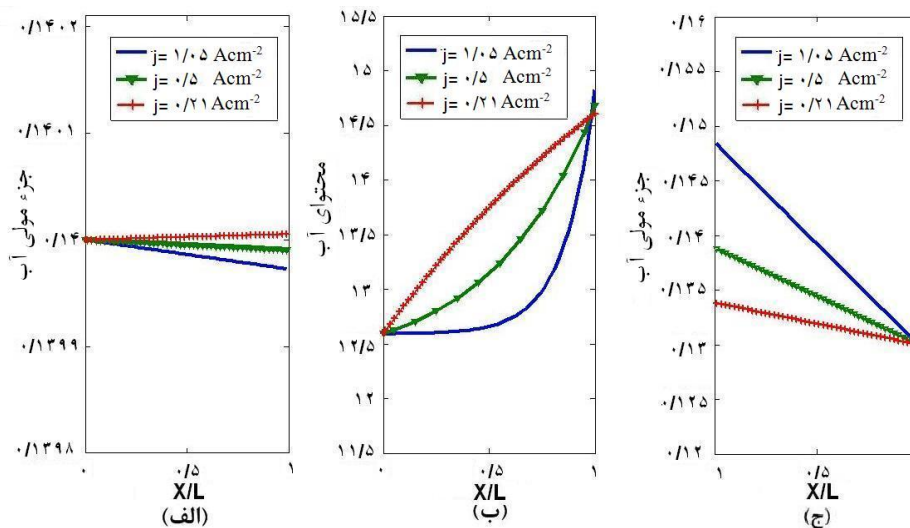 ۰/۱۴۰۲
۰/۱۴۰۱
۰/۱۴
۰/۱۳۹۹
۰/۱۳۹۸
جزء مولی آب
j= ۱/۰۵ Acm-2
j= ۰/۵ Acm-2
j= ۰/۲۱ Acm-2
۰
۰/۵
۱
X/L
(الف)
۱۵/۵
۱۵
۱۴/۵
۱۴
۱۳/۵
۱۳
۱۲/۵
۱۲
۱۱/۵
محتوای آب
j= ۱/۰۵ Acm-2
j= ۰/۵ Acm-2
j= ۰/۲۱ Acm-2
۰
۰/۵
۱
X/L
(ب)
۰/۱۶
۰/۱۵۵
۰/۱۵
۰/۱۴۵
۰/۱۴
۰/۱۳۵
۰/۱۳
۰/۱۲۵
۰/۱۲
جزء مولی آب
j= ۱/۰۵ Acm-2
j= ۰/۵ Acm-2
j= ۰/۲۱ Acm-2
۱
۰/۵
X/L
(ج)